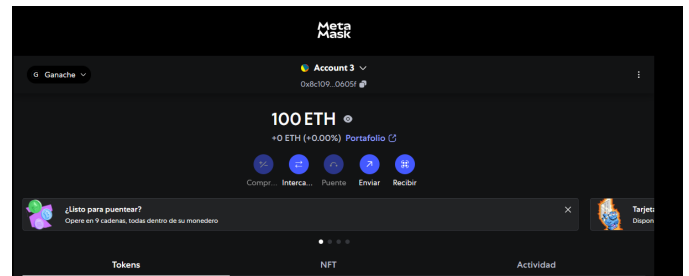 Meta
Mask
G Ganache
Account 3
0x8c109...0605f
100 ETH
+0 ETH (+0.00%) Portafolio
Compr... Interca... Puente Enviar Recibir
¿Listo para puentear?
Opere en 9 cadenas, todas dentro de su monedero
Tarjeta
Dispon
Tokens NFT Actividad